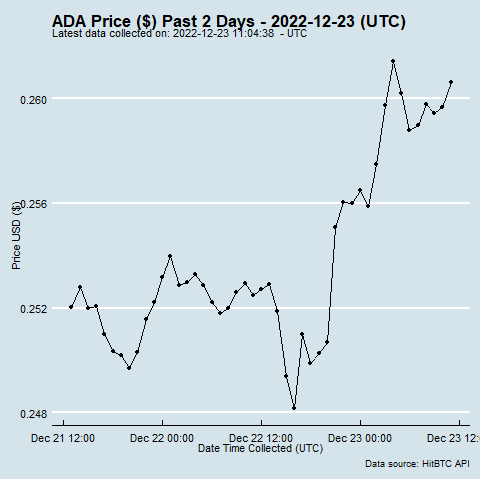 ADA Price ($) Past 2 Days - 2022-12-23 (UTC)
Latest data collected on: 2022-12-23 11:04:38  - UTC
Price USD ($)
0.260
0.256
0.252
0.248
Dec 21 12:00 Dec 22 00:00 Dec 22 12:00 Dec 23 00:00 Dec 23 12:
Date Time Collected (UTC)
Data source: HitBTC API